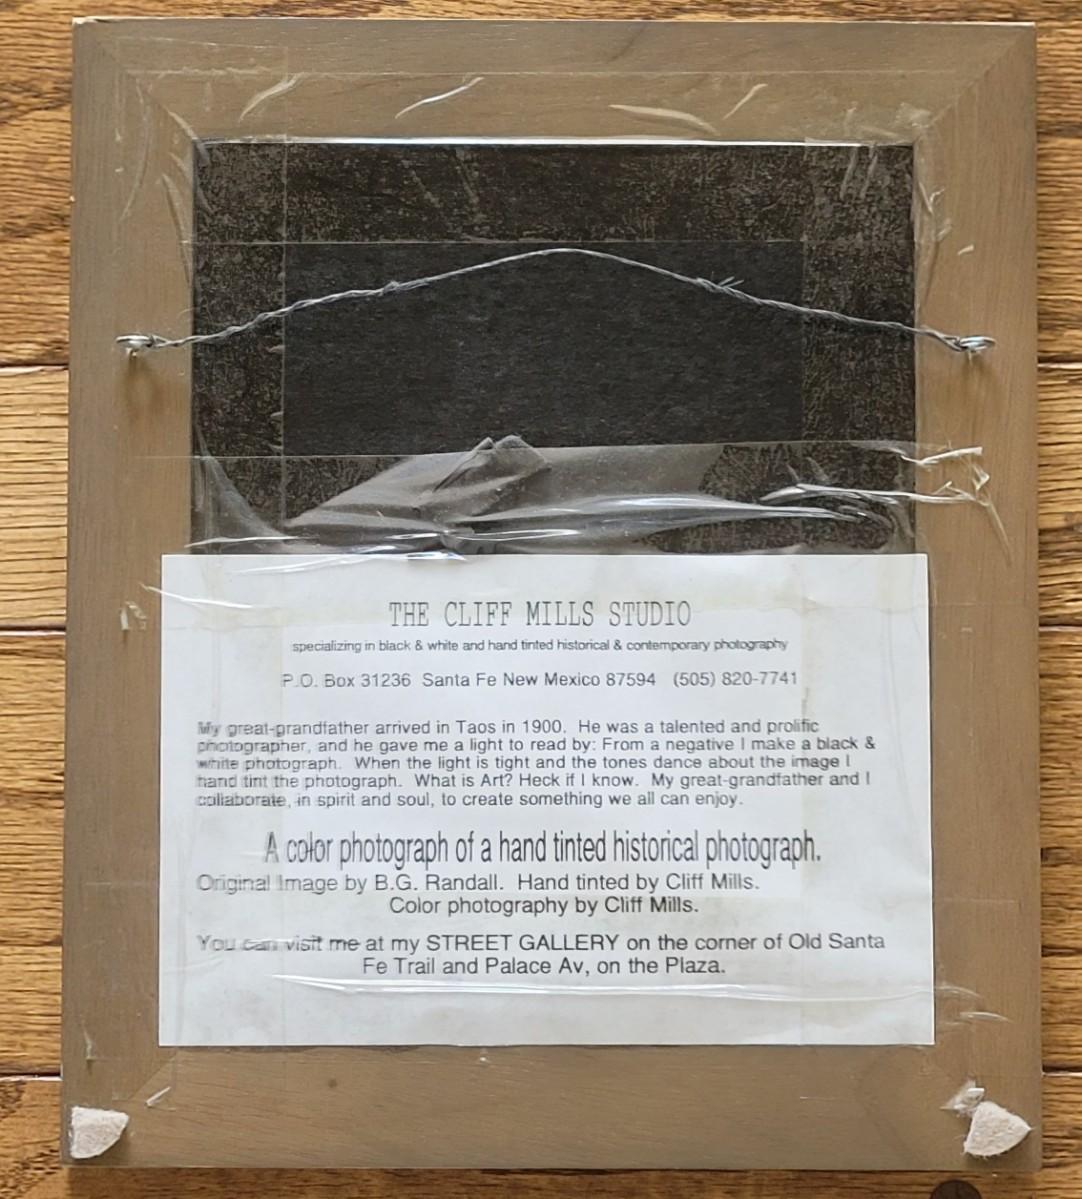 THE CLIFF MILLS STUDIO
specializing in black & white and hand tinted historical & contemporary photography
P.O. Box 31236 Santa Fe New Mexico 87594 (505) 820-7741
My great-grandfather arrived in Taos in 1900. He was a talented and prolific
photographer, and he gave me a light to read by: From a negative I make a black &
white photograph. When the light is tight and the tones dance about the image I
hand tint the photograph. What is Art? Heck if I know. My great-grandfather and I
collaborate, in spirit and soul, to create something we all can enjoy.
A color photograph of a hand tinted historical photograph.
Original Image by B.G. Randall. Hand tinted by Cliff Mills.
Color photography by Cliff Mills.
You can visit me at my STREET GALLERY on the corner of Old Santa
Fe Trail and Palace Av, on the Plaza.